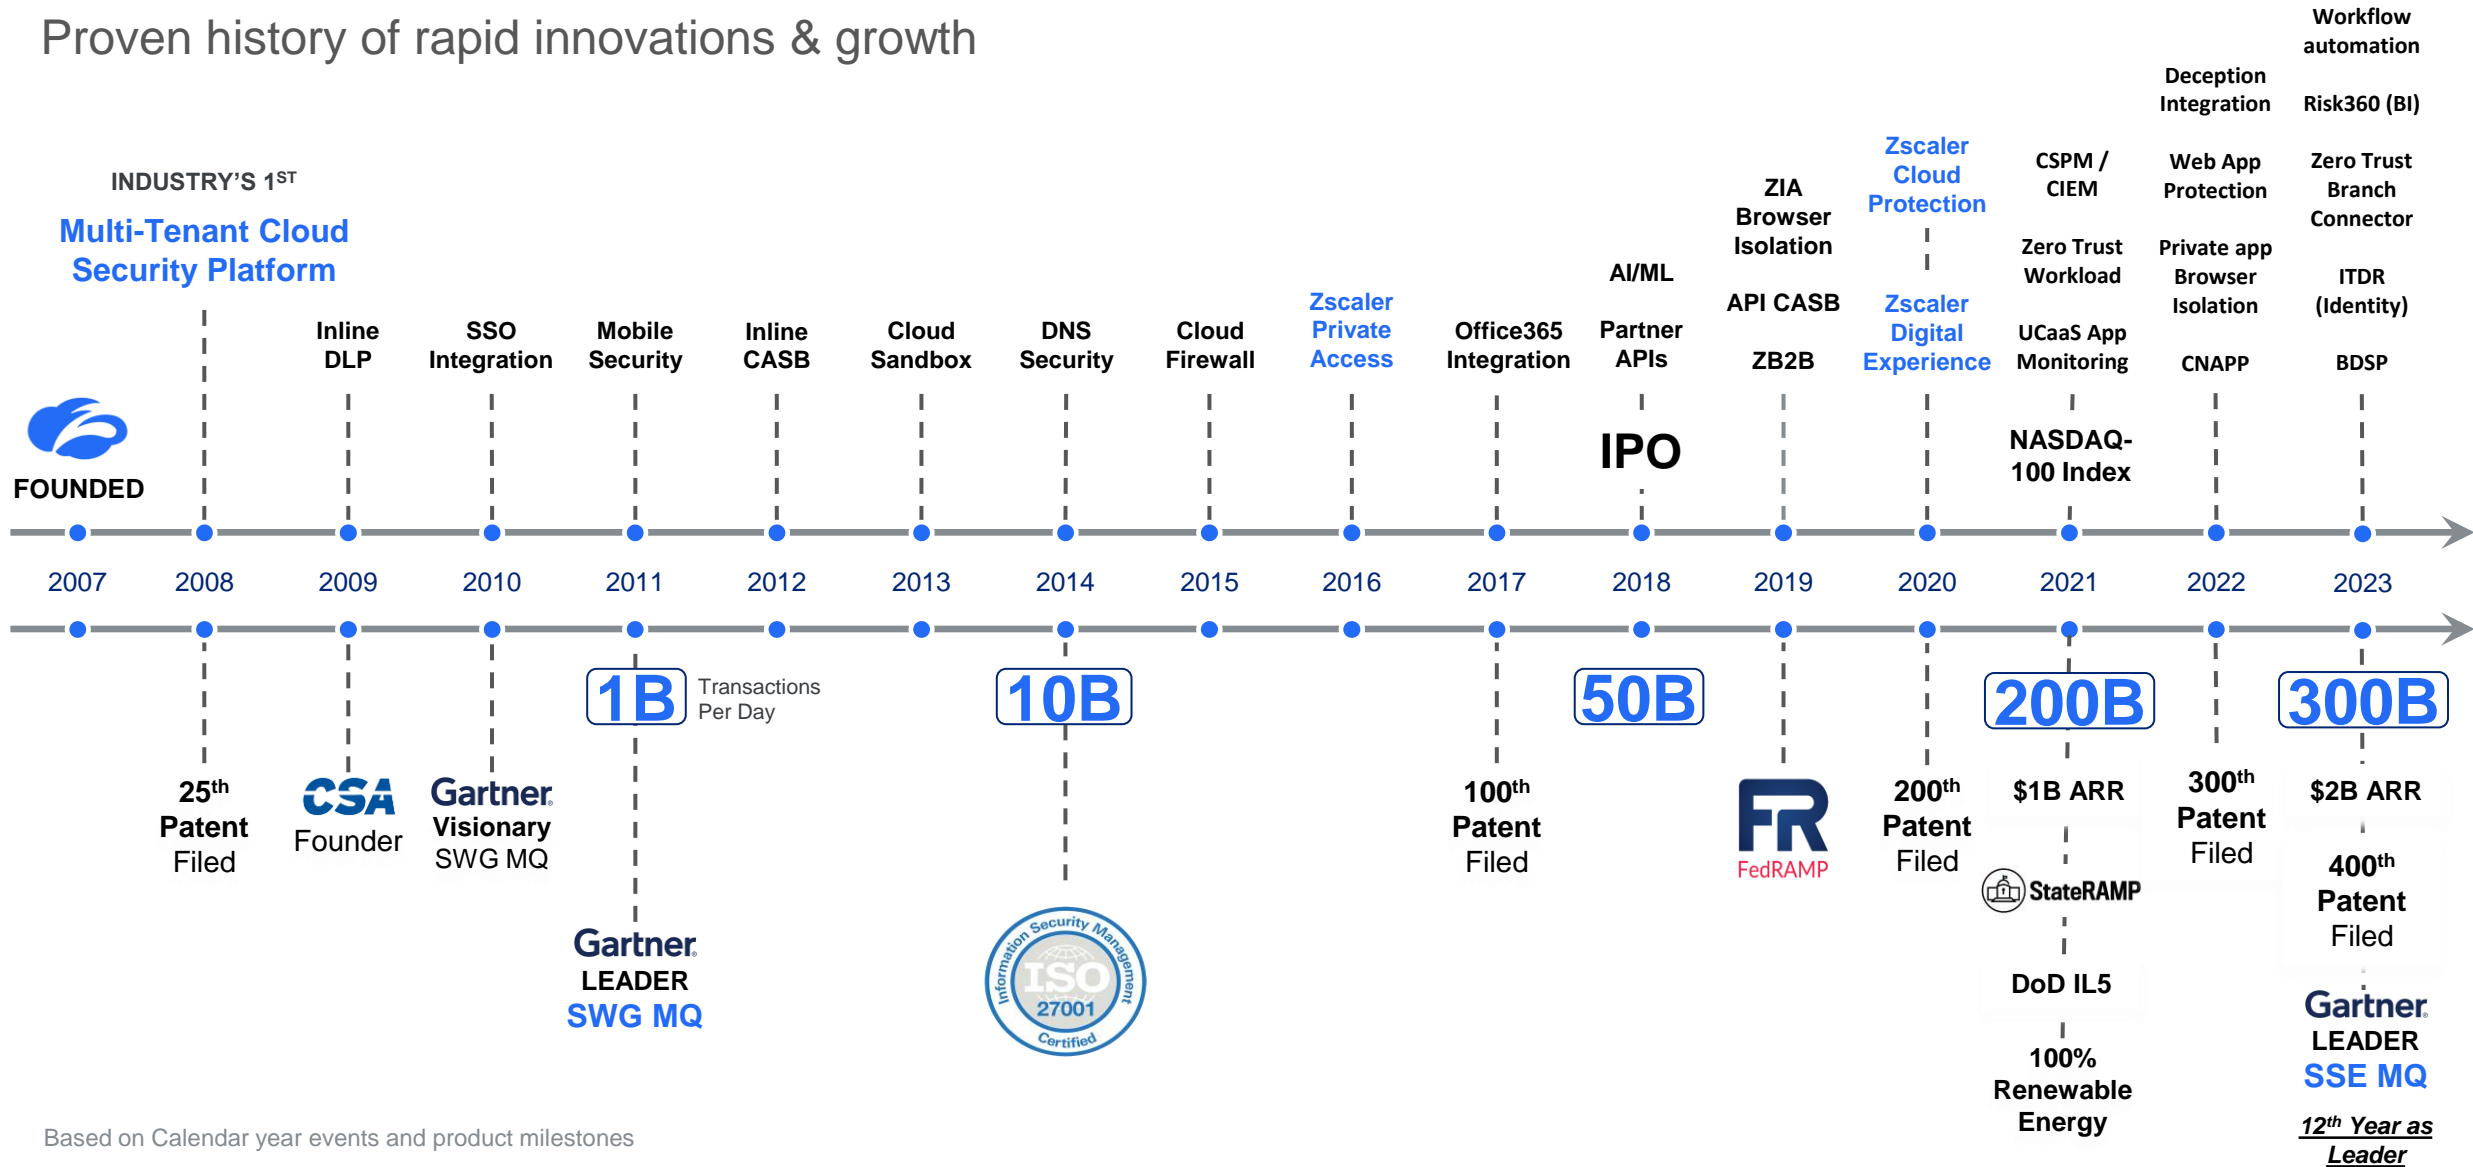 Proven history of rapid innovations & growth
FOUNDED
INDUSTRY'S 1ST
Multi-Tenant Cloud
Security Platform
Inline
DLP
SSO
Integration
Mobile
Security
Inline
CASB
Cloud
Sandbox
DNS
Security
Cloud
Firewall
Zscaler
Private
Access
Office365
Integration
AI/ML
Partner
APIs
IPO
ZIA
Browser
Isolation
API CASB
ZB2B
Zscaler
Cloud
Protection
Zscaler
Digital
Experience
CSPM /
CIEM
Zero Trust
Workload
UCaaS App
Monitoring
NASDAQ-
100 Index
Deception
Integration
Web App
Protection
Private app
Browser
Isolation
CNAPP
Workflow
automation
Risk360 (BI)
Zero Trust
Branch
Connector
ITDR
(Identity)
BDSP
2007 2008 2009 2010 2011 2012 2013 2014 2015 2016 2017 2018 2019 2020 2021 2022 2023
25th
Patent
Filed
CSA
Founder
Gartner®
Visionary
SWG MQ
1B
Transactions
Per Day
Gartner®
LEADER
SWG MQ
10B
Information Security Management
ISO
27001
Certified
100th
Patent
Filed
50B
FR
FedRAMP
200th
Patent
Filed
200B
$1B ARR
StateRAMP
DoD IL5
100%
Renewable
Energy
300th
Patent
Filed
300B
$2B ARR
400th
Patent
Filed
Gartner®
LEADER
SSE MQ
12th Year as
Leader
Based on Calendar year events and product milestones